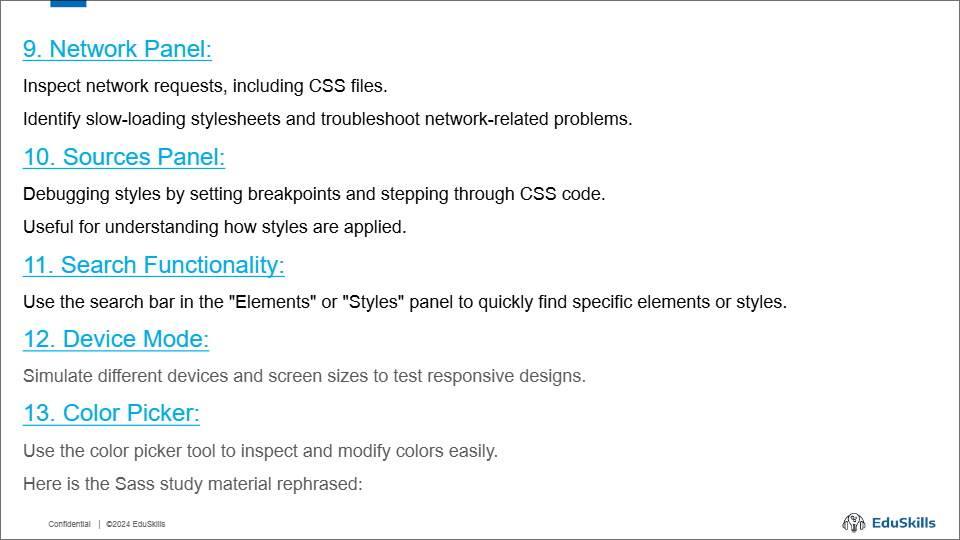 9. Network Panel:
Inspect network requests, including CSS files.
Identify slow-loading stylesheets and troubleshoot network-related problems.
10. Sources Panel:
Debugging styles by setting breakpoints and stepping through CSS code.
Useful for understanding how styles are applied.
11. Search Functionality:
Use the search bar in the "Elements" or "Styles" panel to quickly find specific elements or styles.
12. Device Mode:
Simulate different devices and screen sizes to test responsive designs.
13. Color Picker:
Use the color picker tool to inspect and modify colors easily.
Here is the Sass study material rephrased:
Confidential | ©2024 EduSkills
EduSkills